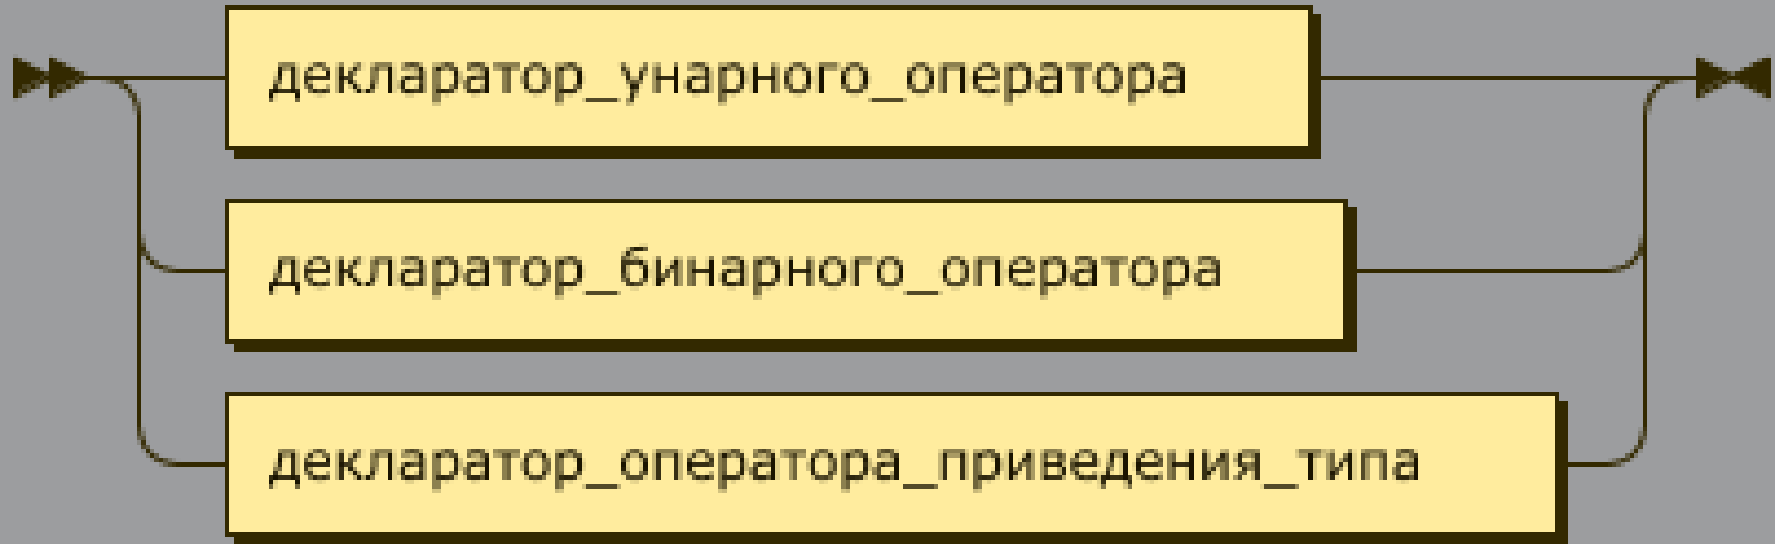 декларатор_унарного_оператора
декларатор_бинарного_оператора
декларатор_оператора_приведения_типа